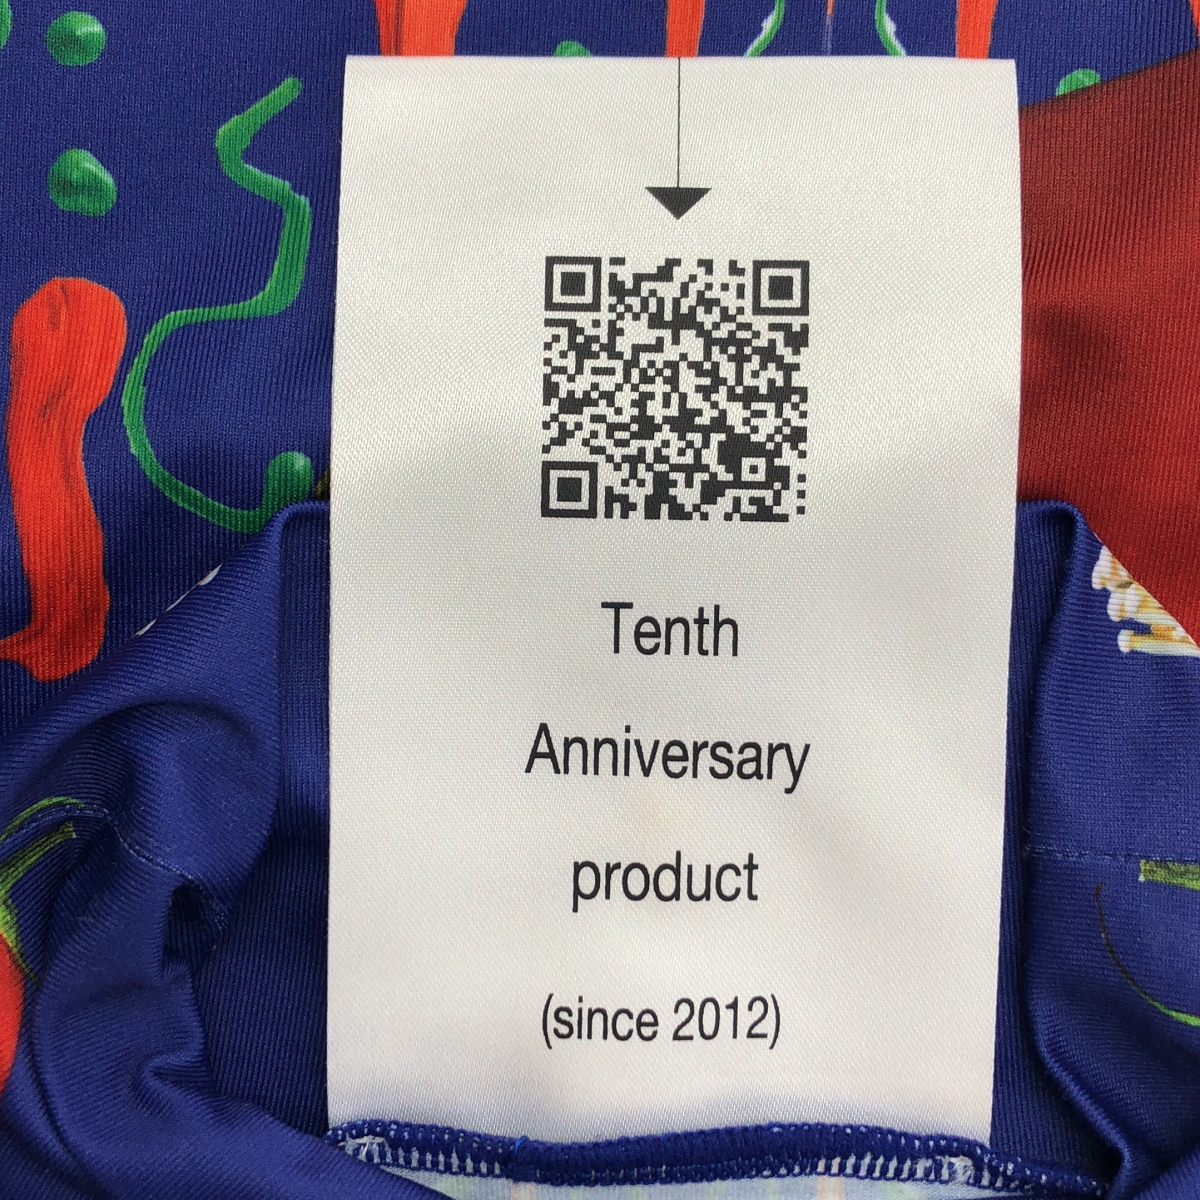 Tenth
Anniversary
product
(since 2012)